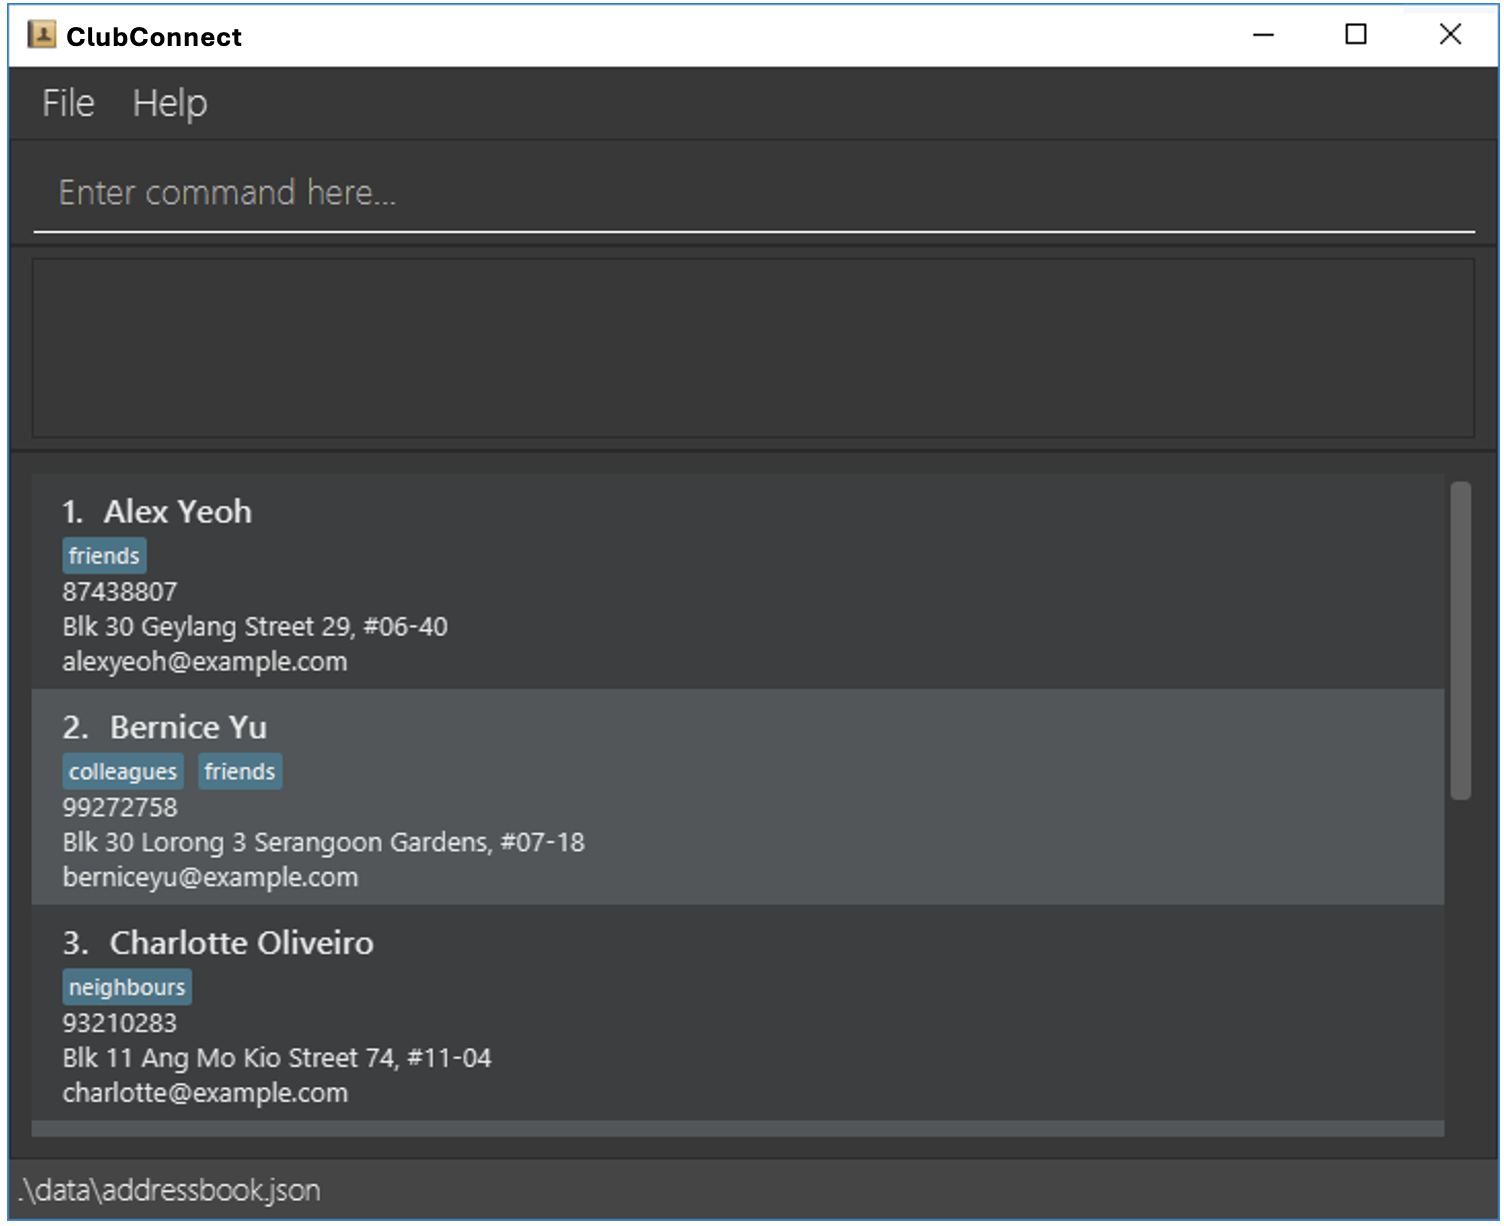 ClubConnect
File Help
Enter command here...
1. Alex Yeoh
friends
87438807
Blk 30 Geylang Street 29, #06-40
alexyeoh@example.com
2. Bernice Yu
colleagues friends
99272758
Blk 30 Lorong 3 Serangoon Gardens, #07-18
berniceyu@example.com
3. Charlotte Oliveiro
neighbours
93210283
Blk 11 Ang Mo Kio Street 74, #11-04
charlotte@example.com
.\data\addressbook.json